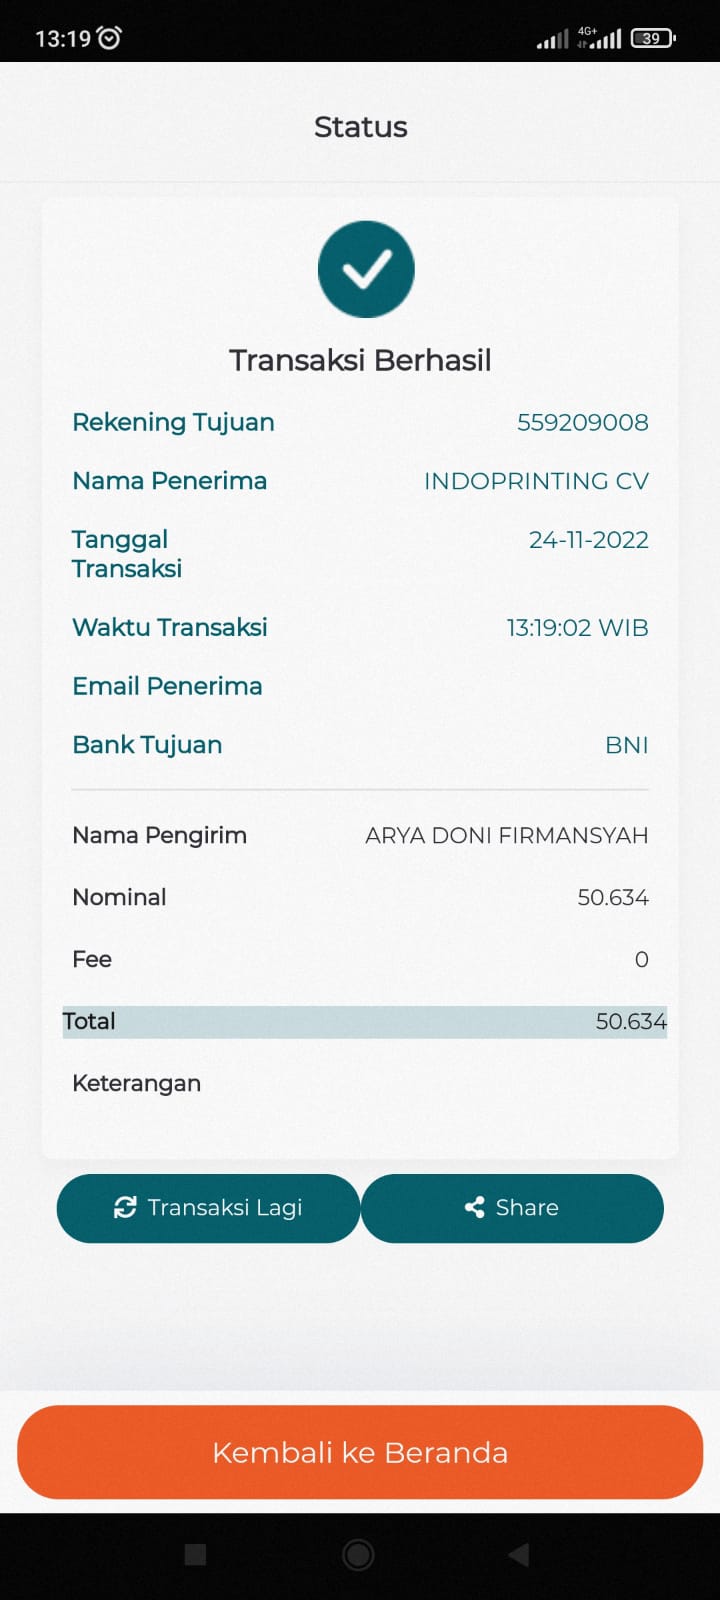 13:19 4G+ 39
Status
Transaksi Berhasil
Rekening Tujuan 559209008
Nama Penerima INDOPRINTING CV
Tanggal 24-11-2022
Transaksi
Waktu Transaksi 13:19:02 WIB
Email Penerima
Bank Tujuan BNI
Nama Pengirim ARYA DONI FIRMANSYAH
Nominal 50.634
Fee 0
Total 50.634
Keterangan
Transaksi Lagi Share
Kembali ke Beranda